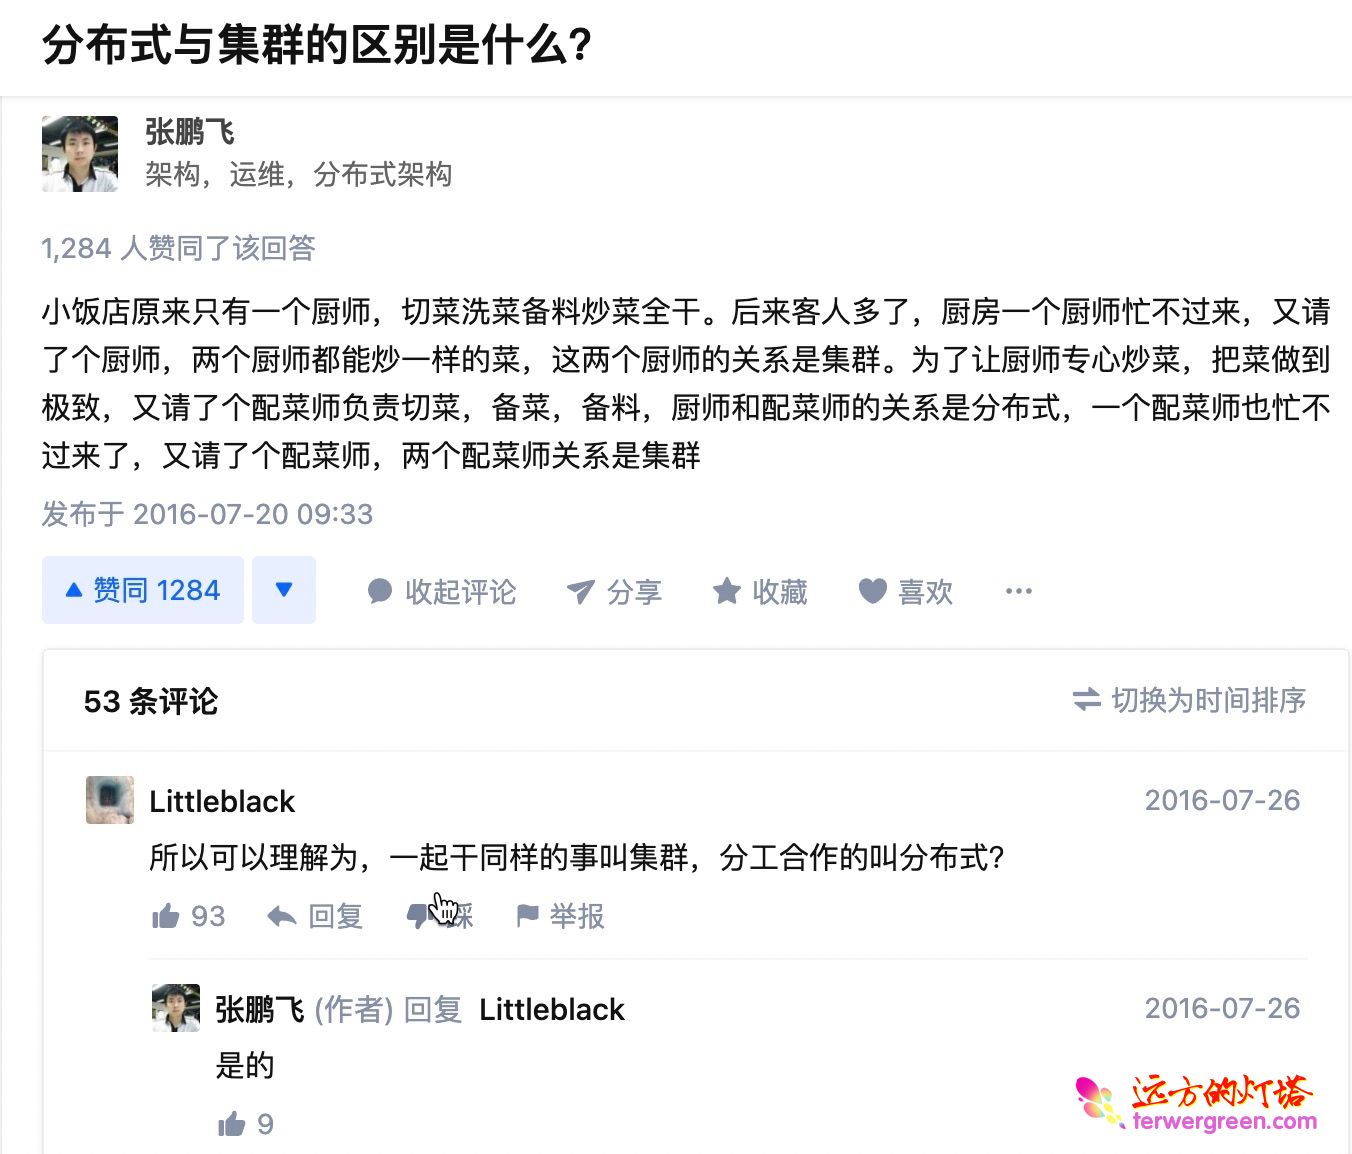 分布式与集群的区别是什么?
张鹏飞
架构，运维，分布式架构
1,284 人赞同了该回答
小饭店原来只有一个厨师，切菜洗菜备料炒菜全干。后来客人多了，厨房一个厨师忙不过来，又请
了个厨师，两个厨师都能炒一样的菜，这两个厨师的关系是集群。为了让厨师专心炒菜，把菜做到
极致，又请了个配菜师负责切菜，备菜，备料，厨师和配菜师的关系是分布式，一个配菜师也忙不
过来了，又请了个配菜师，两个配菜师关系是集群
发布于 2016-07-20 09:33
赞同 1284 收起评论 分享 收藏 喜欢
53 条评论 切换为时间排序
Littleblack 2016-07-26
所以可以理解为，一起干同样的事叫集群，分工合作的叫分布式?
93 回复 踩 举报
张鹏飞 (作者) 回复 Littleblack 2016-07-26
是的
9
远方的灯塔
terwergreen.com